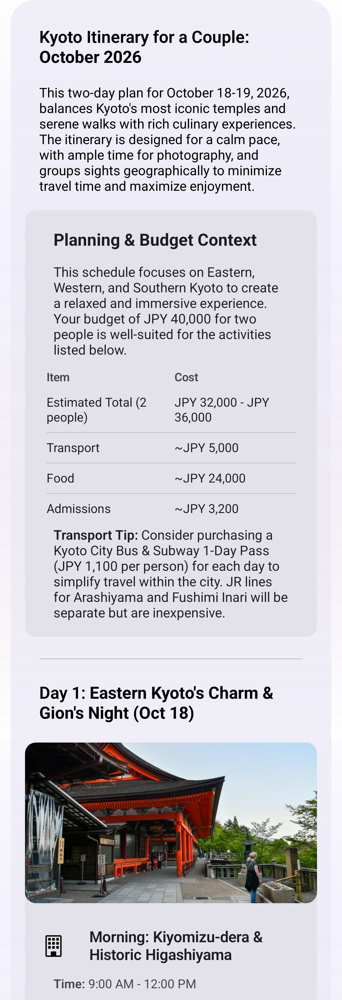 Kyoto Itinerary for a Couple:
October 2026
This two-day plan for October 18-19, 2026,
balances Kyoto's most iconic temples and
serene walks with rich culinary experiences.
The itinerary is designed for a calm pace,
with ample time for photography, and
groups sights geographically to minimize
travel time and maximize enjoyment.
Planning & Budget Context
This schedule focuses on Eastern,
Western, and Southern Kyoto to create
a relaxed and immersive experience.
Your budget of JPY 40,000 for two
people is well-suited for the activities
listed below.
Item Cost
Estimated Total (2 JPY 32,000 - JPY
people) 36,000
Transport ~JPY 5,000
Food ~JPY 24,000
Admissions ~JPY 3,200
Transport Tip: Consider purchasing a
Kyoto City Bus & Subway 1-Day Pass
(JPY 1,100 per person) for each day to
simplify travel within the city. JR lines
for Arashiyama and Fushimi Inari will be
separate but are inexpensive.
Day 1: Eastern Kyoto's Charm &
Gion's Night (Oct 18)
納経所
Morning: Kiyomizu-dera &
Historic Higashiyama
Time: 9:00 AM - 12:00 PM